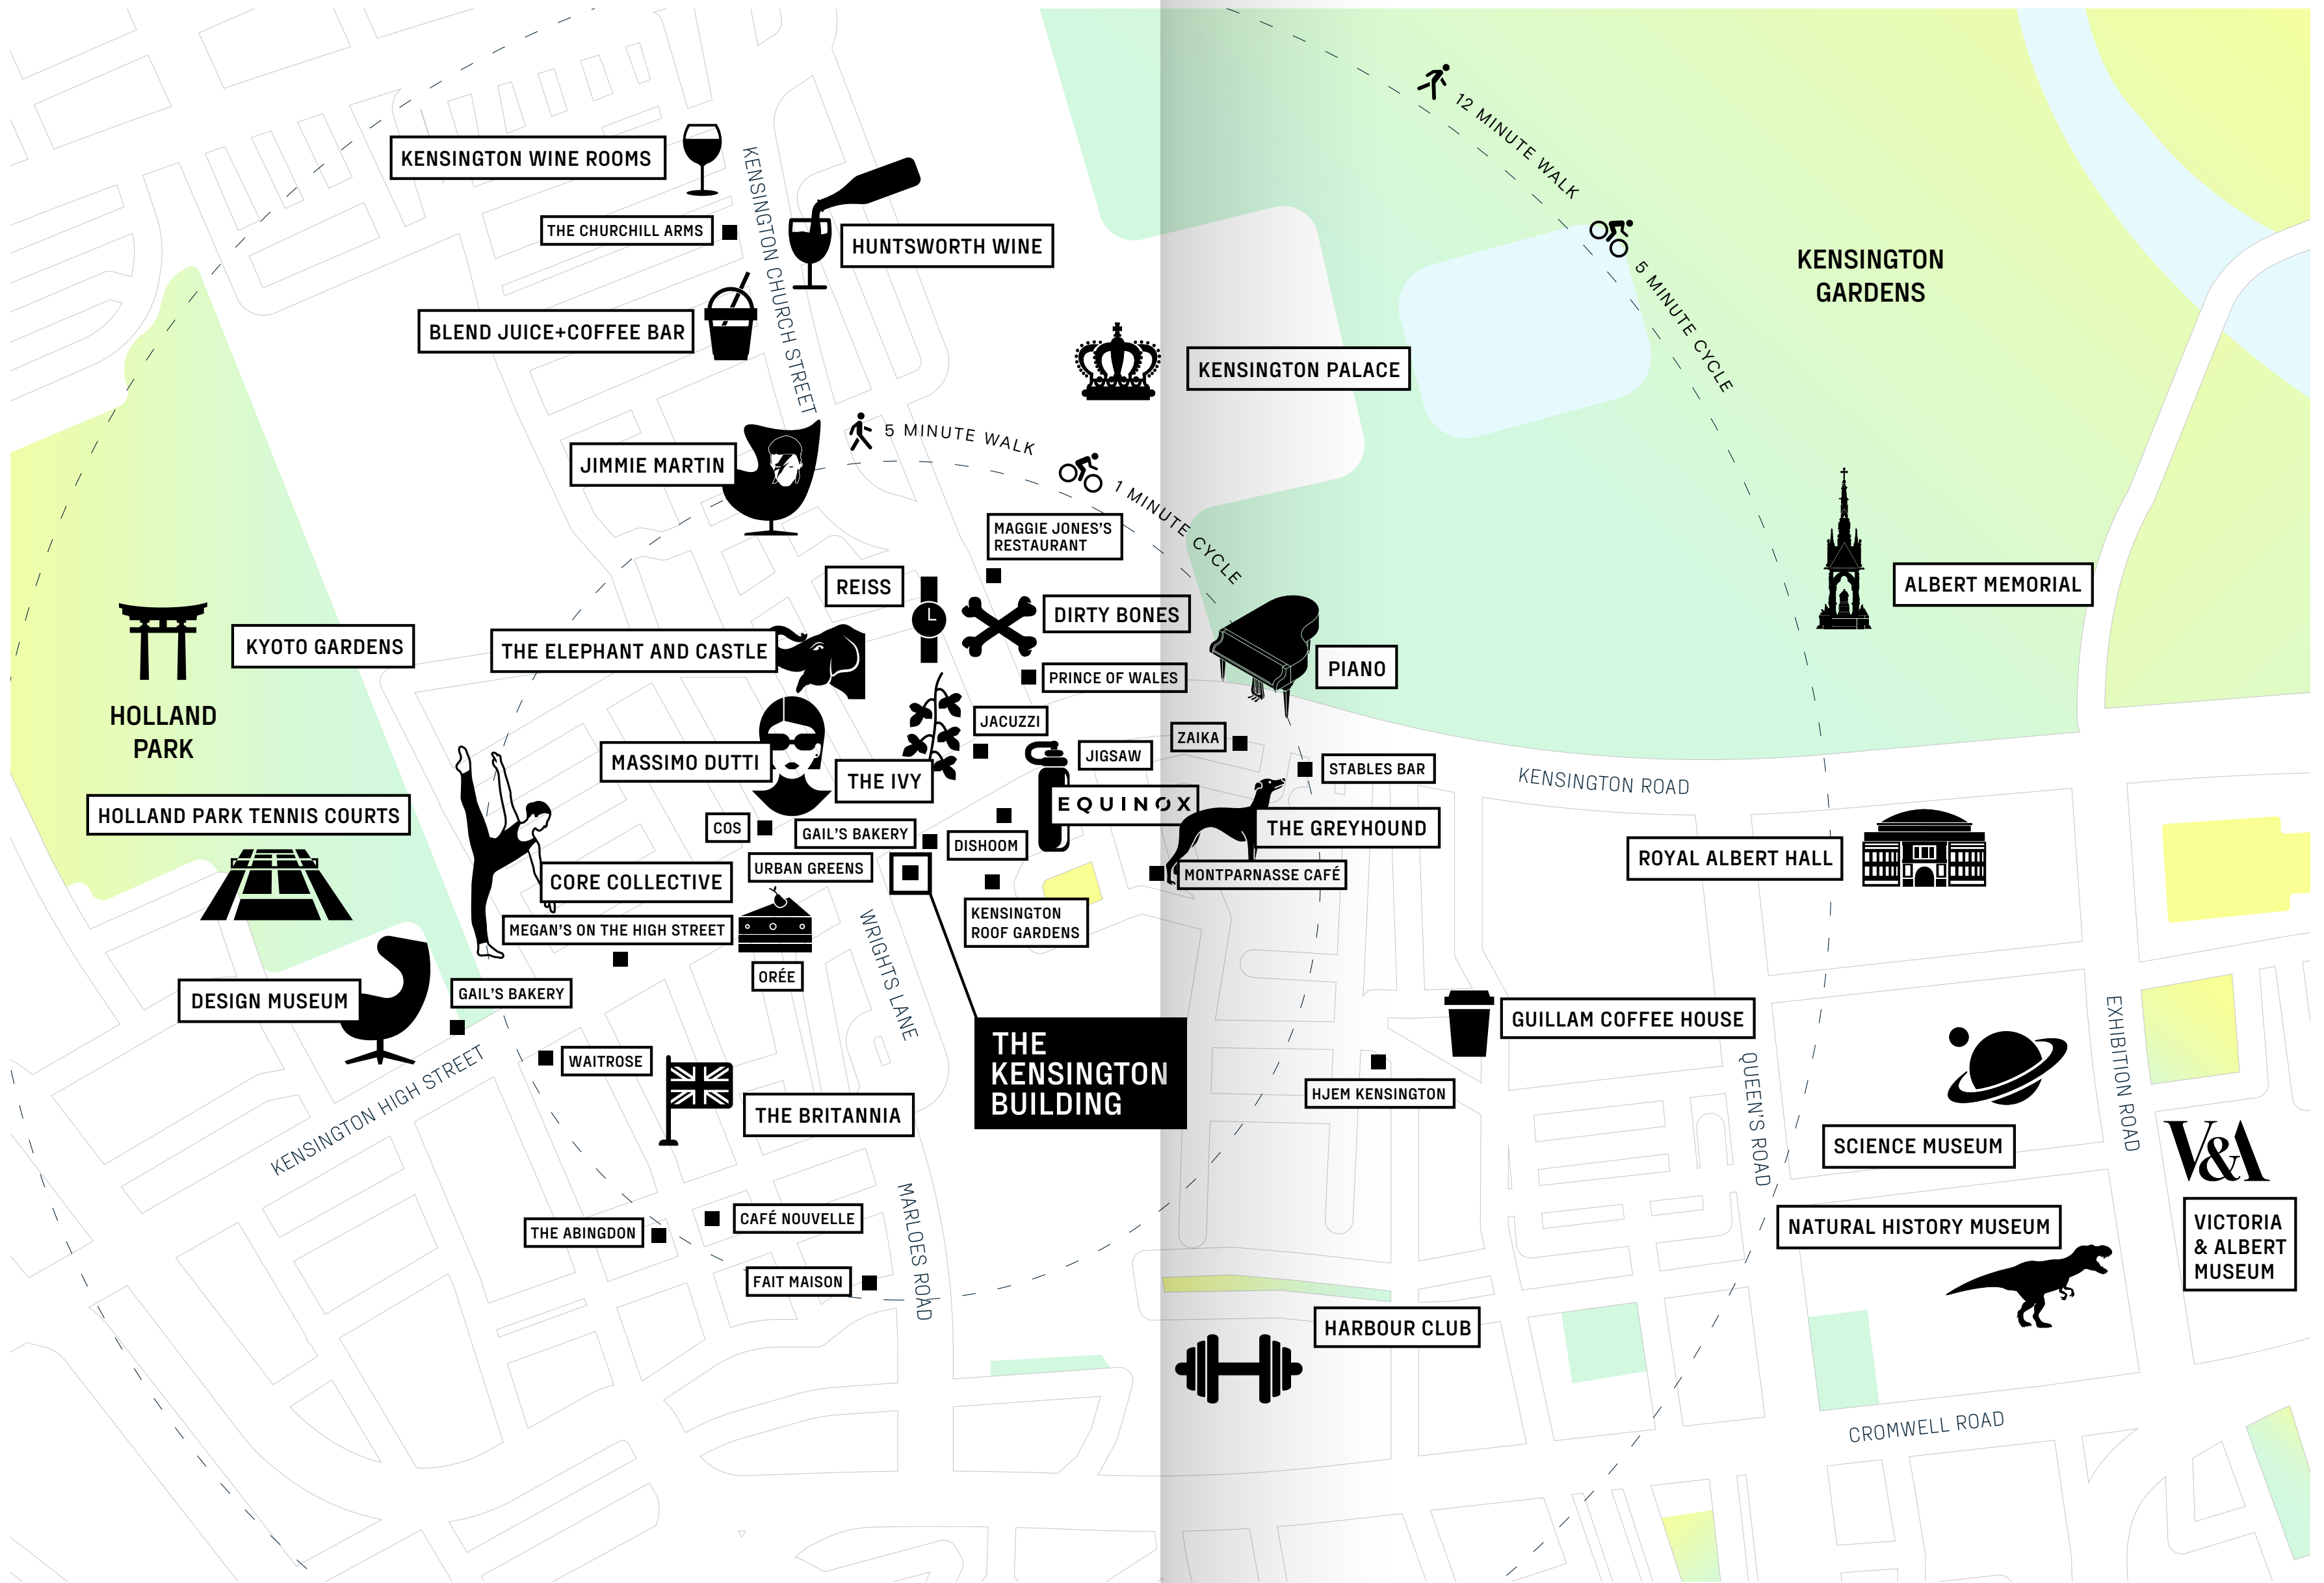 12 MINUTE WALK
KENSINGTON WINE ROOMS
KENSINGTON CHURCH STREET
THE CHURCHILL ARMS
HUNTSWORTH WINE
5 MINUTE CYCLE
KENSINGTON
GARDENS
BLEND JUICE+COFFEE BAR
KENSINGTON PALACE
5 MINUTE WALK
JIMMIE MARTIN
1 MINUTE CYCLE
MAGGIE JONES'S
RESTAURANT
REISS
ALBERT MEMORIAL
DIRTY BONES
KYOTO GARDENS
THE ELEPHANT AND CASTLE
PRINCE OF WALES
PIANO
HOLLAND
PARK
JACUZZI
ZAIKA
MASSIMO DUTTI
JIGSAW
STABLES BAR
KENSINGTON ROAD
THE IVY
EQUINOX
HOLLAND PARK TENNIS COURTS
COS
GAIL'S BAKERY
DISHOOM
THE GREYHOUND
ROYAL ALBERT HALL
URBAN GREENS
MONTPARNASSE CAFÉ
CORE COLLECTIVE
KENSINGTON
ROOF GARDENS
MEGAN'S ON THE HIGH STREET
WRIGHTS LANE
ORÉE
DESIGN MUSEUM
GAIL'S BAKERY
GUILLAM COFFEE HOUSE
EXHIBITION ROAD
THE
KENSINGTON
BUILDING
WAITROSE
KENSINGTON HIGH STREET
HJEM KENSINGTON
QUEEN'S ROAD
THE BRITANNIA
SCIENCE MUSEUM
V&A
MARLOES ROAD
CAFÉ NOUVELLE
THE ABINGDON
NATURAL HISTORY MUSEUM
VICTORIA
& ALBERT
MUSEUM
FAIT MAISON
HARBOUR CLUB
CROMWELL ROAD